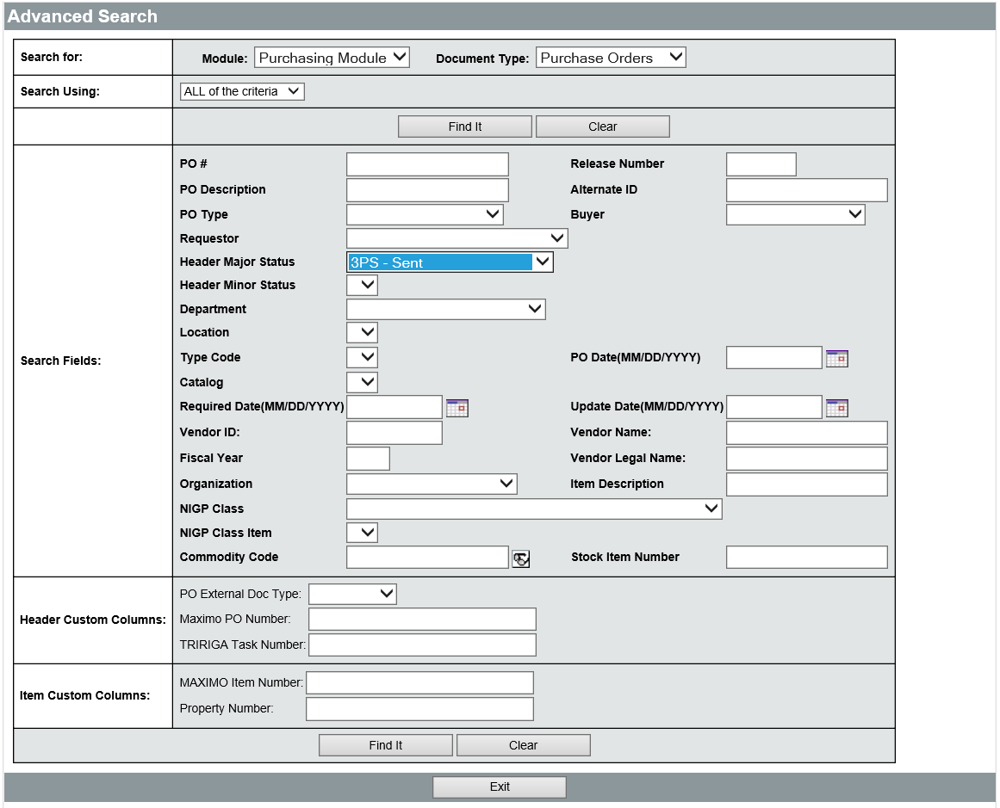 Advanced Search
Search for: Module: Purchasing Module Document Type: Purchase Orders
Search Using: ALL of the criteria
Find It Clear
Search Fields:
PO # Release Number
PO Description Alternate ID
PO Type Buyer
Requestor
Header Major Status 3PS - Sent
Header Minor Status
Department
Location
Type Code PO Date(MM/DD/YYYY)
Catalog
Required Date(MM/DD/YYYY) Update Date(MM/DD/YYYY)
Vendor ID: Vendor Name:
Fiscal Year Vendor Legal Name:
Organization Item Description
NIGP Class
NIGP Class Item
Commodity Code Stock Item Number
Header Custom Columns:
PO External Doc Type:
Maximo PO Number:
TRIRIGA Task Number:
Item Custom Columns:
MAXIMO Item Number:
Property Number:
Find It Clear
Exit